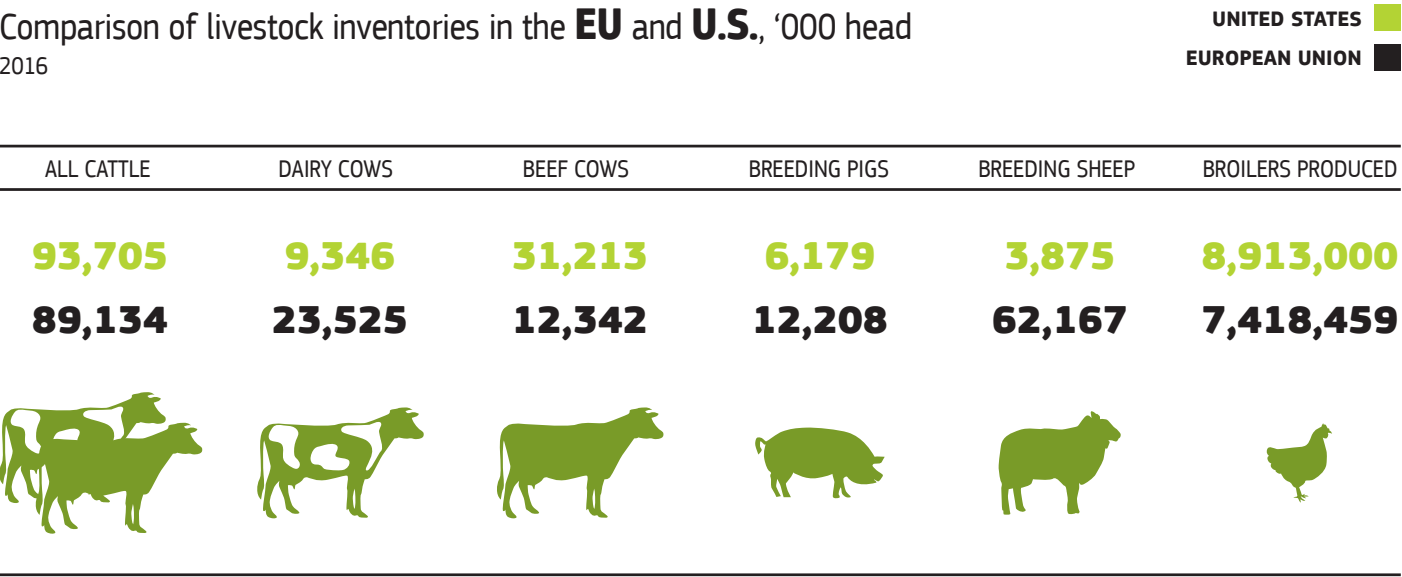 Comparison of livestock inventories in the EU and U.S., ‘000 head
2016
UNITED STATES
EUROPEAN UNION
ALL CATTLE DAIRY COWS BEEF COWS BREEDING PIGS BREEDING SHEEP BROILERS PRODUCED
93,705 9,346 31,213 6,179 3,875 8,913,000
89,134 23,525 12,342 12,208 62,167 7,418,459